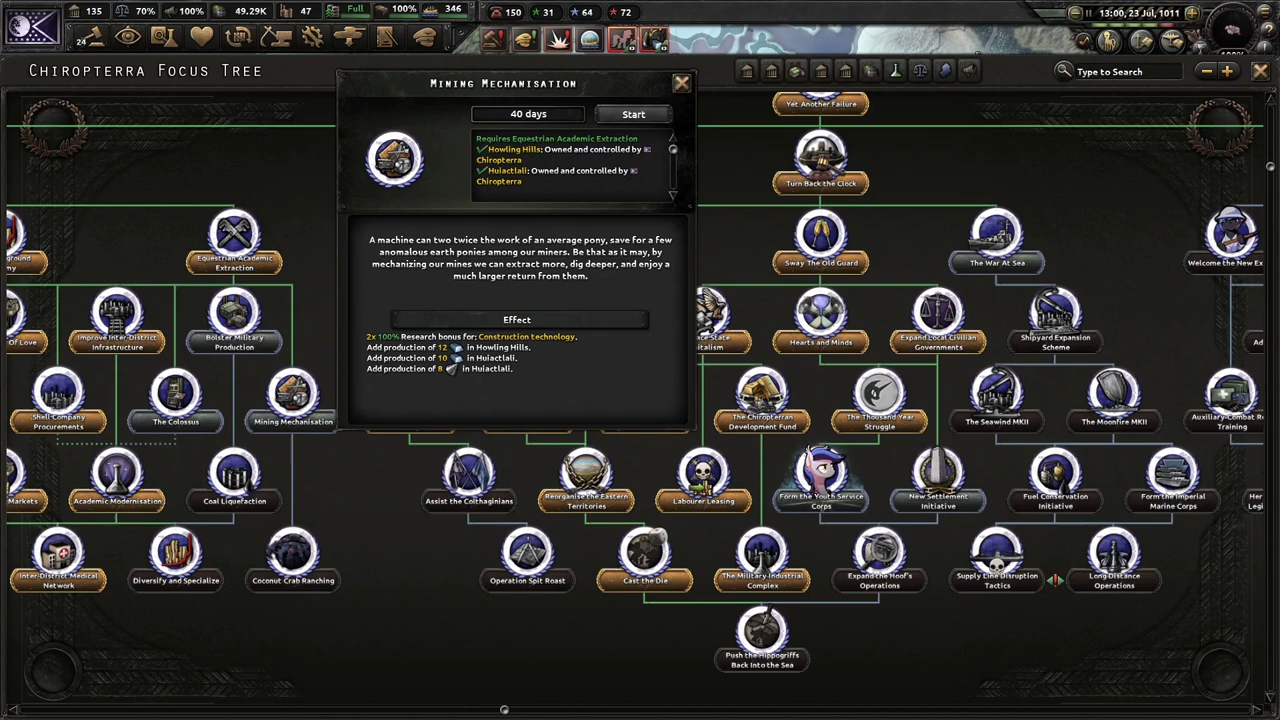 135 70% 100% 49.29K 47 Full 100% 346 150 31 64 72 13:00, 23 Jul, 1011
24
100%
Chiropterra Focus Tree
Type to Search
Mining Mechanisation
40 days
Start
Requires Equestrian Academic Extraction
Howling Hills: Owned and controlled by
Chiropterra
Huiactlali: Owned and controlled by
Chiropterra
A machine can two twice the work of an average pony, save for a few
anomalous earth ponies among our miners. Be that as it may, by
mechanizing our mines we can extract more, dig deeper, and enjoy a
much larger return from them.
Effect
2x 100% Research bonus for: Construction technology.
Add production of 12 in Howling Hills.
Add production of 10 in Huiactlali.
Add production of 8 in Huiactlali.
Yet Another Failure
Turn Back the Clock
Equestrian Academic
Extraction
Sway The Old Guard
The War At Sea
Welcome the New Ex
Of Love
Improve Inter-District
Infrastructure
Bolster Military
Production
Hearts and Minds
Expand Local Civilian
Governments
Shipyard Expansion
Scheme
Shell Company
Procurements
The Colossus
Mining Mechanisation
The Chiropterran
Development Fund
The Thousand Year
Struggle
The Seawind MKII
The Moonfire MKII
Auxiliary Combat Re
Training
Markets
Academic Modernisation
Coal Liquefaction
Assist the Colthaginians
Reorganise the Eastern
Territories
Labourer Leasing
Form the Youth Service
Corps
New Settlement
Initiative
Fuel Conservation
Initiative
Form the Imperial
Marine Corps
Inter-District Medical
Network
Diversify and Specialize
Coconut Crab Ranching
Operation Spit Roast
Cast the Die
The Military Industrial
Complex
Expand the Hoof's
Operations
Supply Line Disruption
Tactics
Long Distance
Operations
Push the Hippogriffs
Back Into the Sea